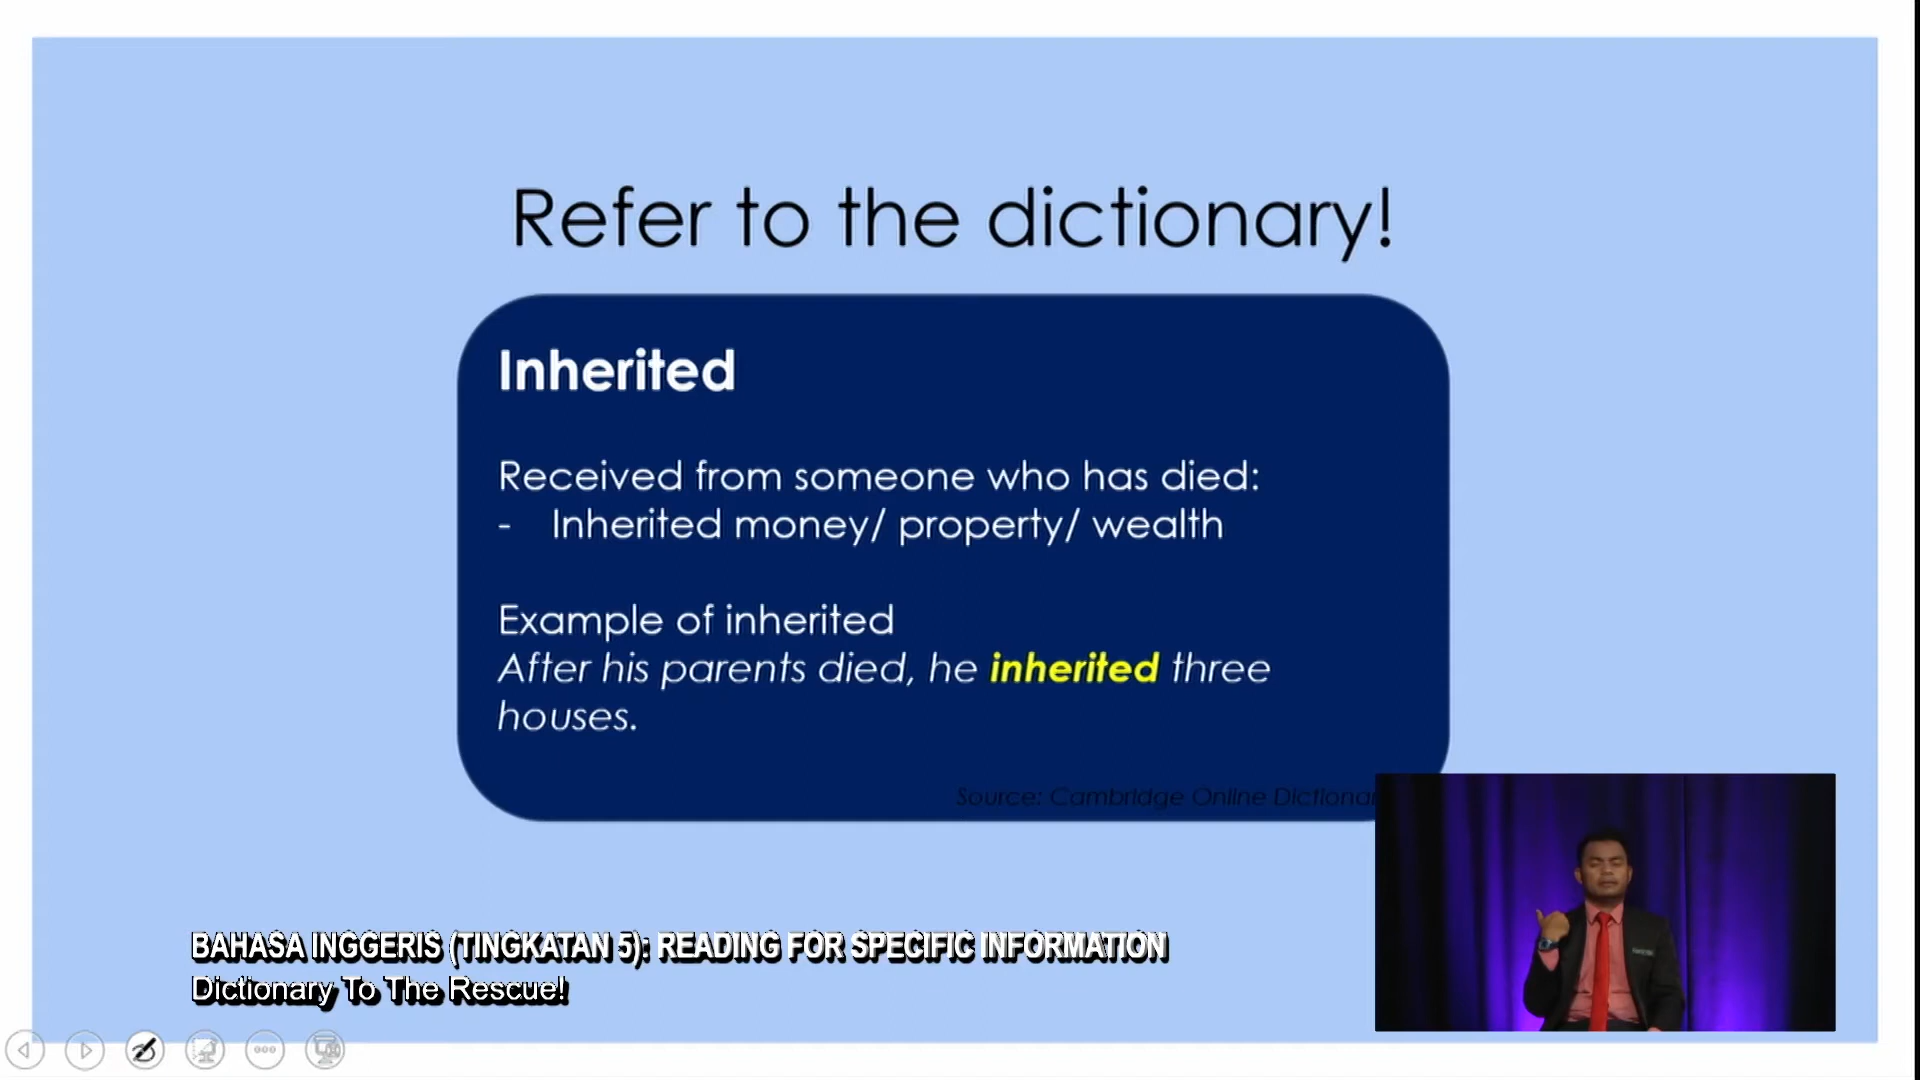 Refer to the dictionary!
Inherited
Received from someone who has died:
- Inherited money/ property/ wealth
Example of inherited
After his parents died, he inherited three
houses.
Source: Cambridge Online
BAHASA INGGERIS (TINGKATAN 5): READING FOR SPECIFIC INFORMATION
Dictionary To The Rescue!